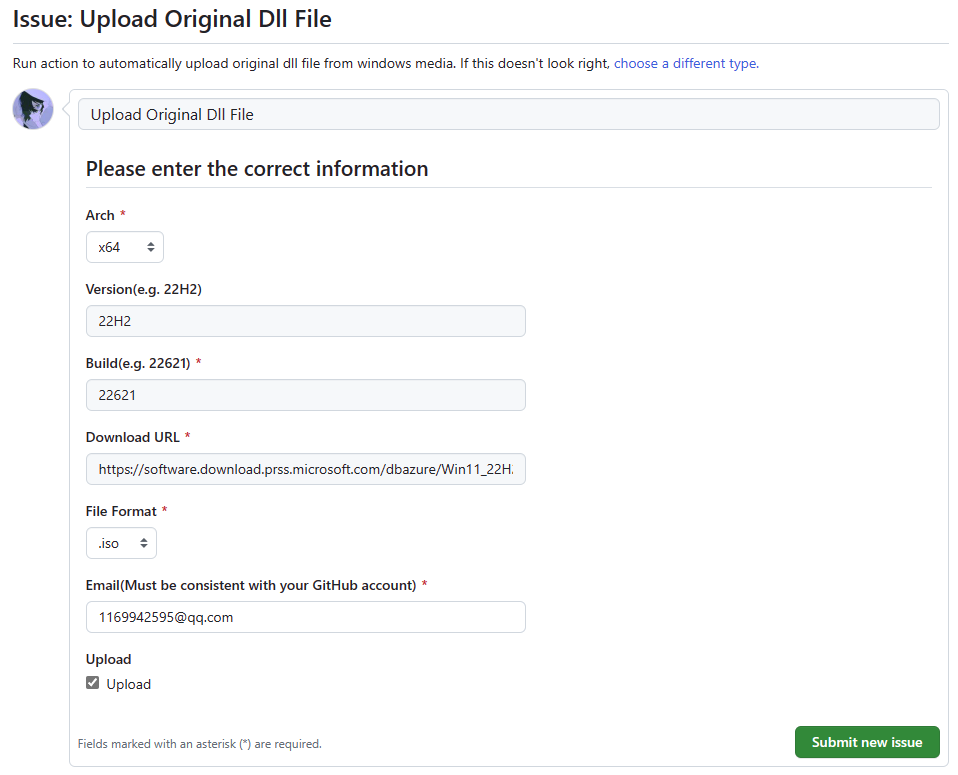 Issue: Upload Original Dll File
Run action to automatically upload original dll file from windows media. If this doesn't look right, choose a different type.
Upload Original Dll File
Please enter the correct information
Arch *
x64
Version(e.g. 22H2)
22H2
Build(e.g. 22621) *
22621
Download URL *
https://software.download.prss.microsoft.com/dbazure/Win11_22H
File Format *
.iso
Email(Must be consistent with your GitHub account) *
1169942595@qq.com
Upload
Upload
Fields marked with an asterisk (*) are required.
Submit new issue